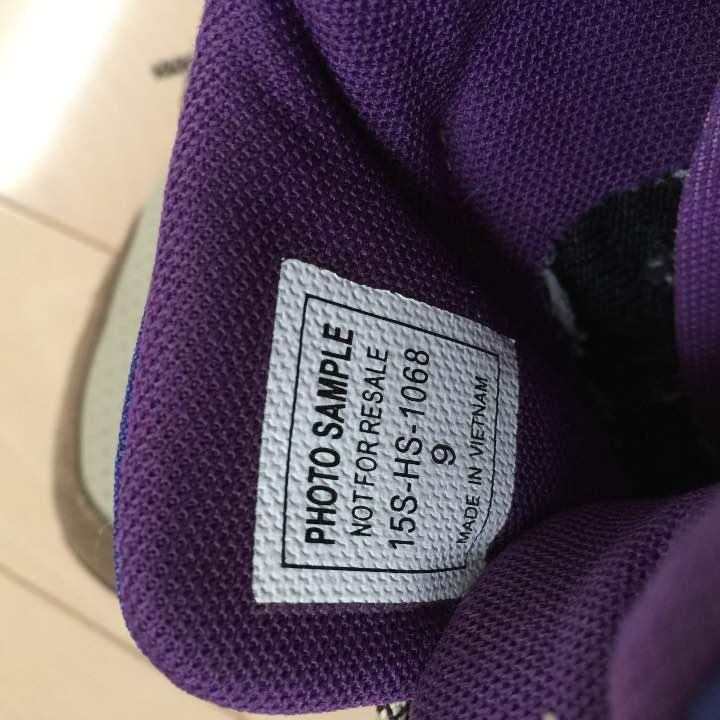 PHOTO SAMPLE
NOT FOR RESALE
15S-HS-1068
9
MADE IN VIETNAM